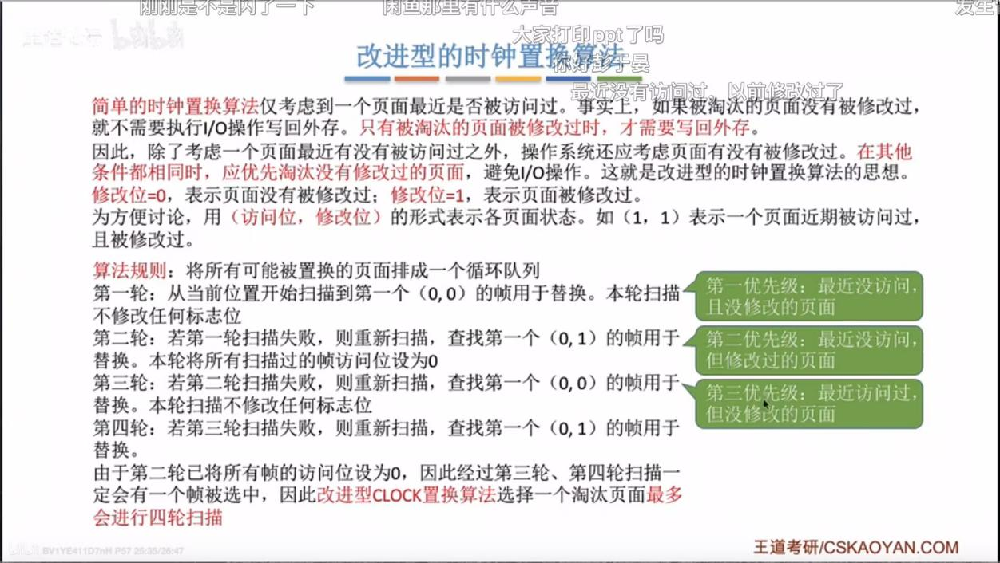 刚刚是不是闪了一下
闲鱼那里有什么声音
大家打印ppt了吗
改进型的时钟置换算法
你好彭于晏
最近没有访问过、以前修改过了
简单的时钟置换算法仅考虑到一个页面最近是否被访问过。事实上，如果被淘汰的页面没有被修改过，
就不需要执行I/O操作写回外存。只有被淘汰的页面被修改过时，才需要写回外存。
因此，除了考虑一个页面最近有没有被访问过之外，操作系统还应考虑页面有没有被修改过。在其他
条件都相同时，应优先淘汰没有修改过的页面，避免I/O操作。这就是改进型的时钟置换算法的思想。
修改位=0，表示页面没有被修改过；修改位=1，表示页面被修改过。
为方便讨论，用（访问位，修改位）的形式表示各页面状态。如（1，1）表示一个页面近期被访问过，
且被修改过。
算法规则：将所有可能被置换的页面排成一个循环队列
第一轮：从当前位置开始扫描到第一个（0, 0）的帧用于替换。本轮扫描
不修改任何标志位
第二轮：若第一轮扫描失败，则重新扫描，查找第一个（0, 1）的帧用于
替换。本轮将所有扫描过的帧访问位设为0
第三轮：若第二轮扫描失败，则重新扫描，查找第一个（0, 0）的帧用于
替换。本轮扫描不修改任何标志位
第四轮：若第三轮扫描失败，则重新扫描，查找第一个（0, 1）的帧用于
替换。
由于第二轮已将所有帧的访问位设为0，因此经过第三轮、第四轮扫描一
定会有一个帧被选中，因此改进型CLOCK置换算法选择一个淘汰页面最多
会进行四轮扫描
第一优先级：最近没访问，
且没修改的页面
第二优先级：最近没访问，
但修改过的页面
第三优先级：最近访问过，
但没修改的页面
BV1YE411D7nH P57 25:35/26:47
王道考研/CSKAOYAN.COM